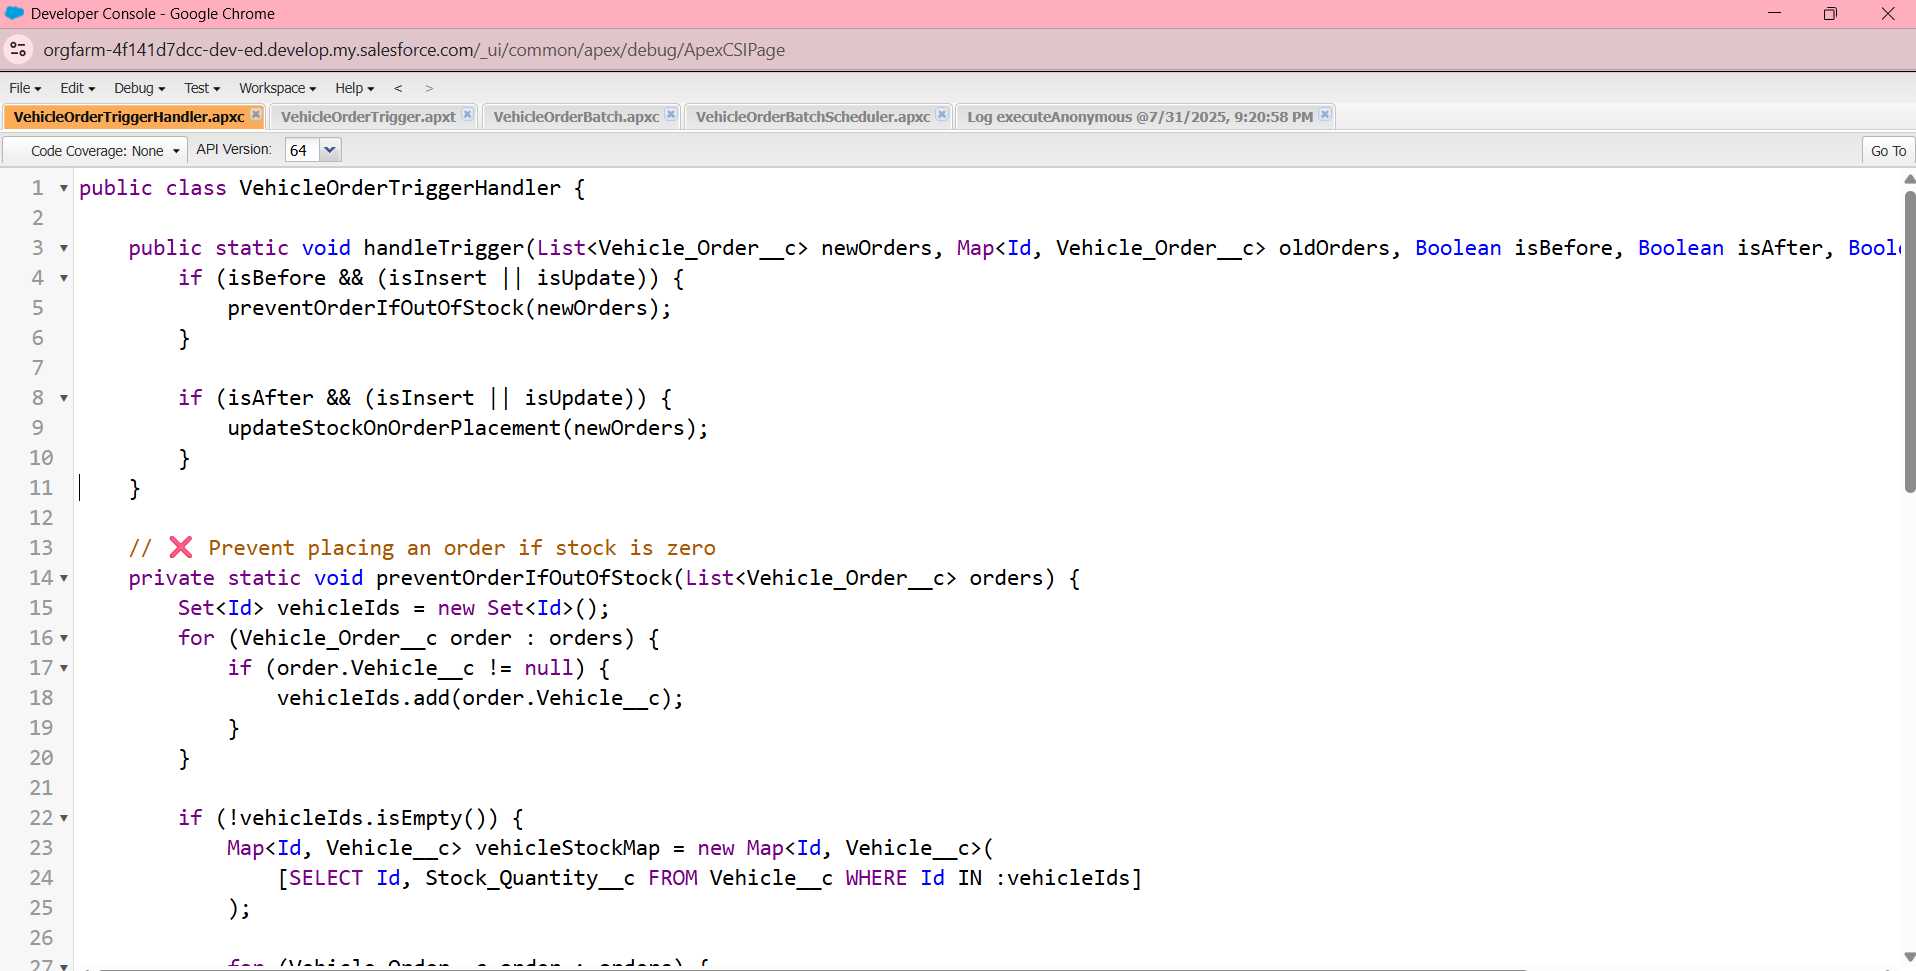 Developer Console - Google Chrome
orgfarm-4f141d7dcc-dev-ed.develop.my.salesforce.com/_ui/common/apex/debug/ApexCSIPage
File Edit Debug Test Workspace Help < >
VehicleOrderTriggerHandler.apxc VehicleOrderTrigger.apxt VehicleOrderBatch.apxc VehicleOrderBatchScheduler.apxc Log executeAnonymous @7/31/2025, 9:20:58 PM
Code Coverage: None API Version: 64 Go To
1 public class VehicleOrderTriggerHandler {
2
3 public static void handleTrigger(List<Vehicle_Order__c> newOrders, Map<Id, Vehicle_Order__c> oldOrders, Boolean isBefore, Boolean isAfter, Bool
4 if (isBefore && (isInsert || isUpdate)) {
5 preventOrderIfOutOfStock(newOrders);
6 }
7
8 if (isAfter && (isInsert || isUpdate)) {
9 updateStockOnOrderPlacement(newOrders);
10 }
11 }
12
13 // ❌ Prevent placing an order if stock is zero
14 private static void preventOrderIfOutOfStock(List<Vehicle_Order__c> orders) {
15 Set<Id> vehicleIds = new Set<Id>();
16 for (Vehicle_Order__c order : orders) {
17 if (order.Vehicle__c != null) {
18 vehicleIds.add(order.Vehicle__c);
19 }
20 }
21
22 if (!vehicleIds.isEmpty()) {
23 Map<Id, Vehicle__c> vehicleStockMap = new Map<Id, Vehicle__c>(
24 [SELECT Id, Stock_Quantity__c FROM Vehicle__c WHERE Id IN :vehicleIds]
25 );
26
27 for (Vehicle_Order__c order : orders) {